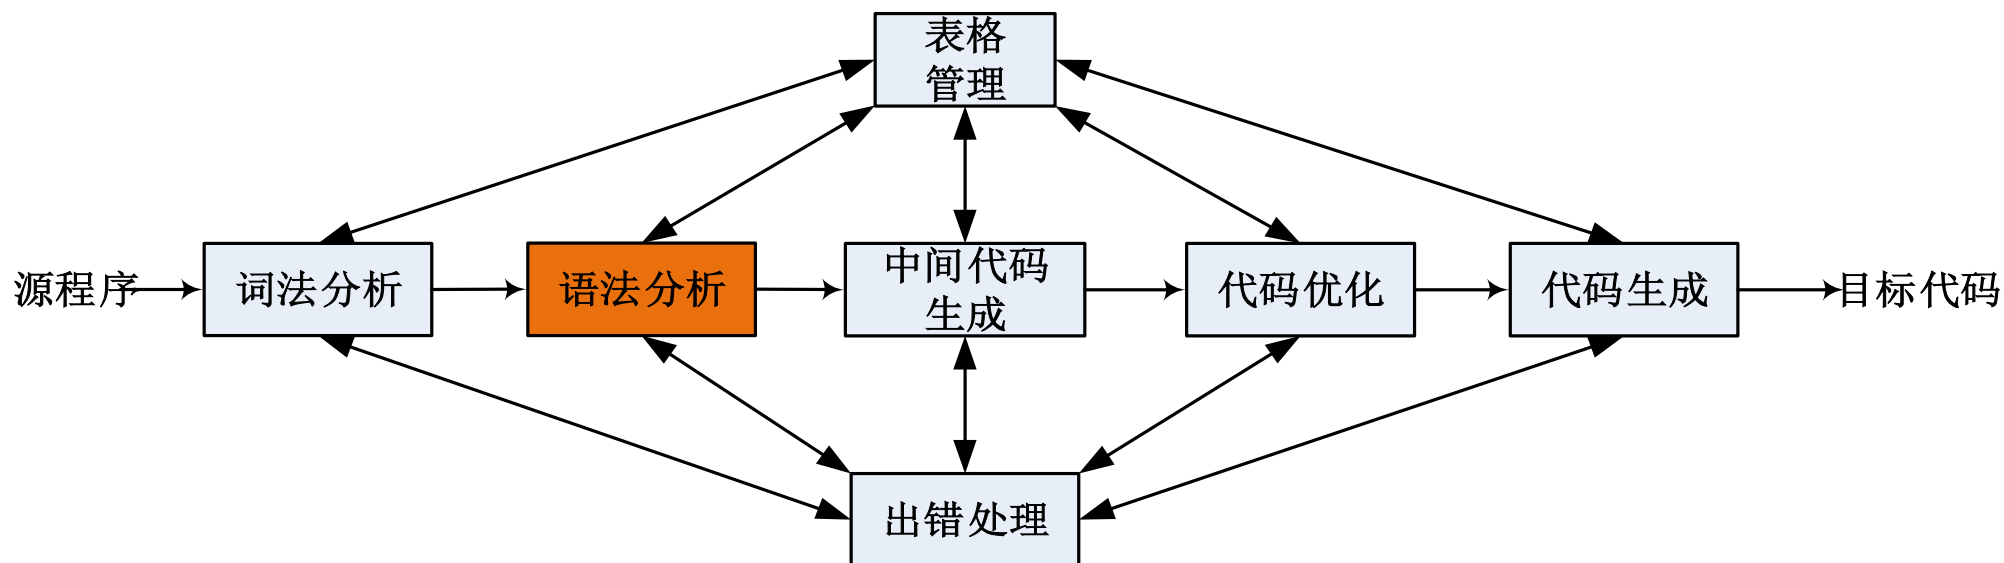 表格
管理
源程序
词法分析
语法分析
中间代码
生成
代码优化
代码生成
目标代码
出错处理